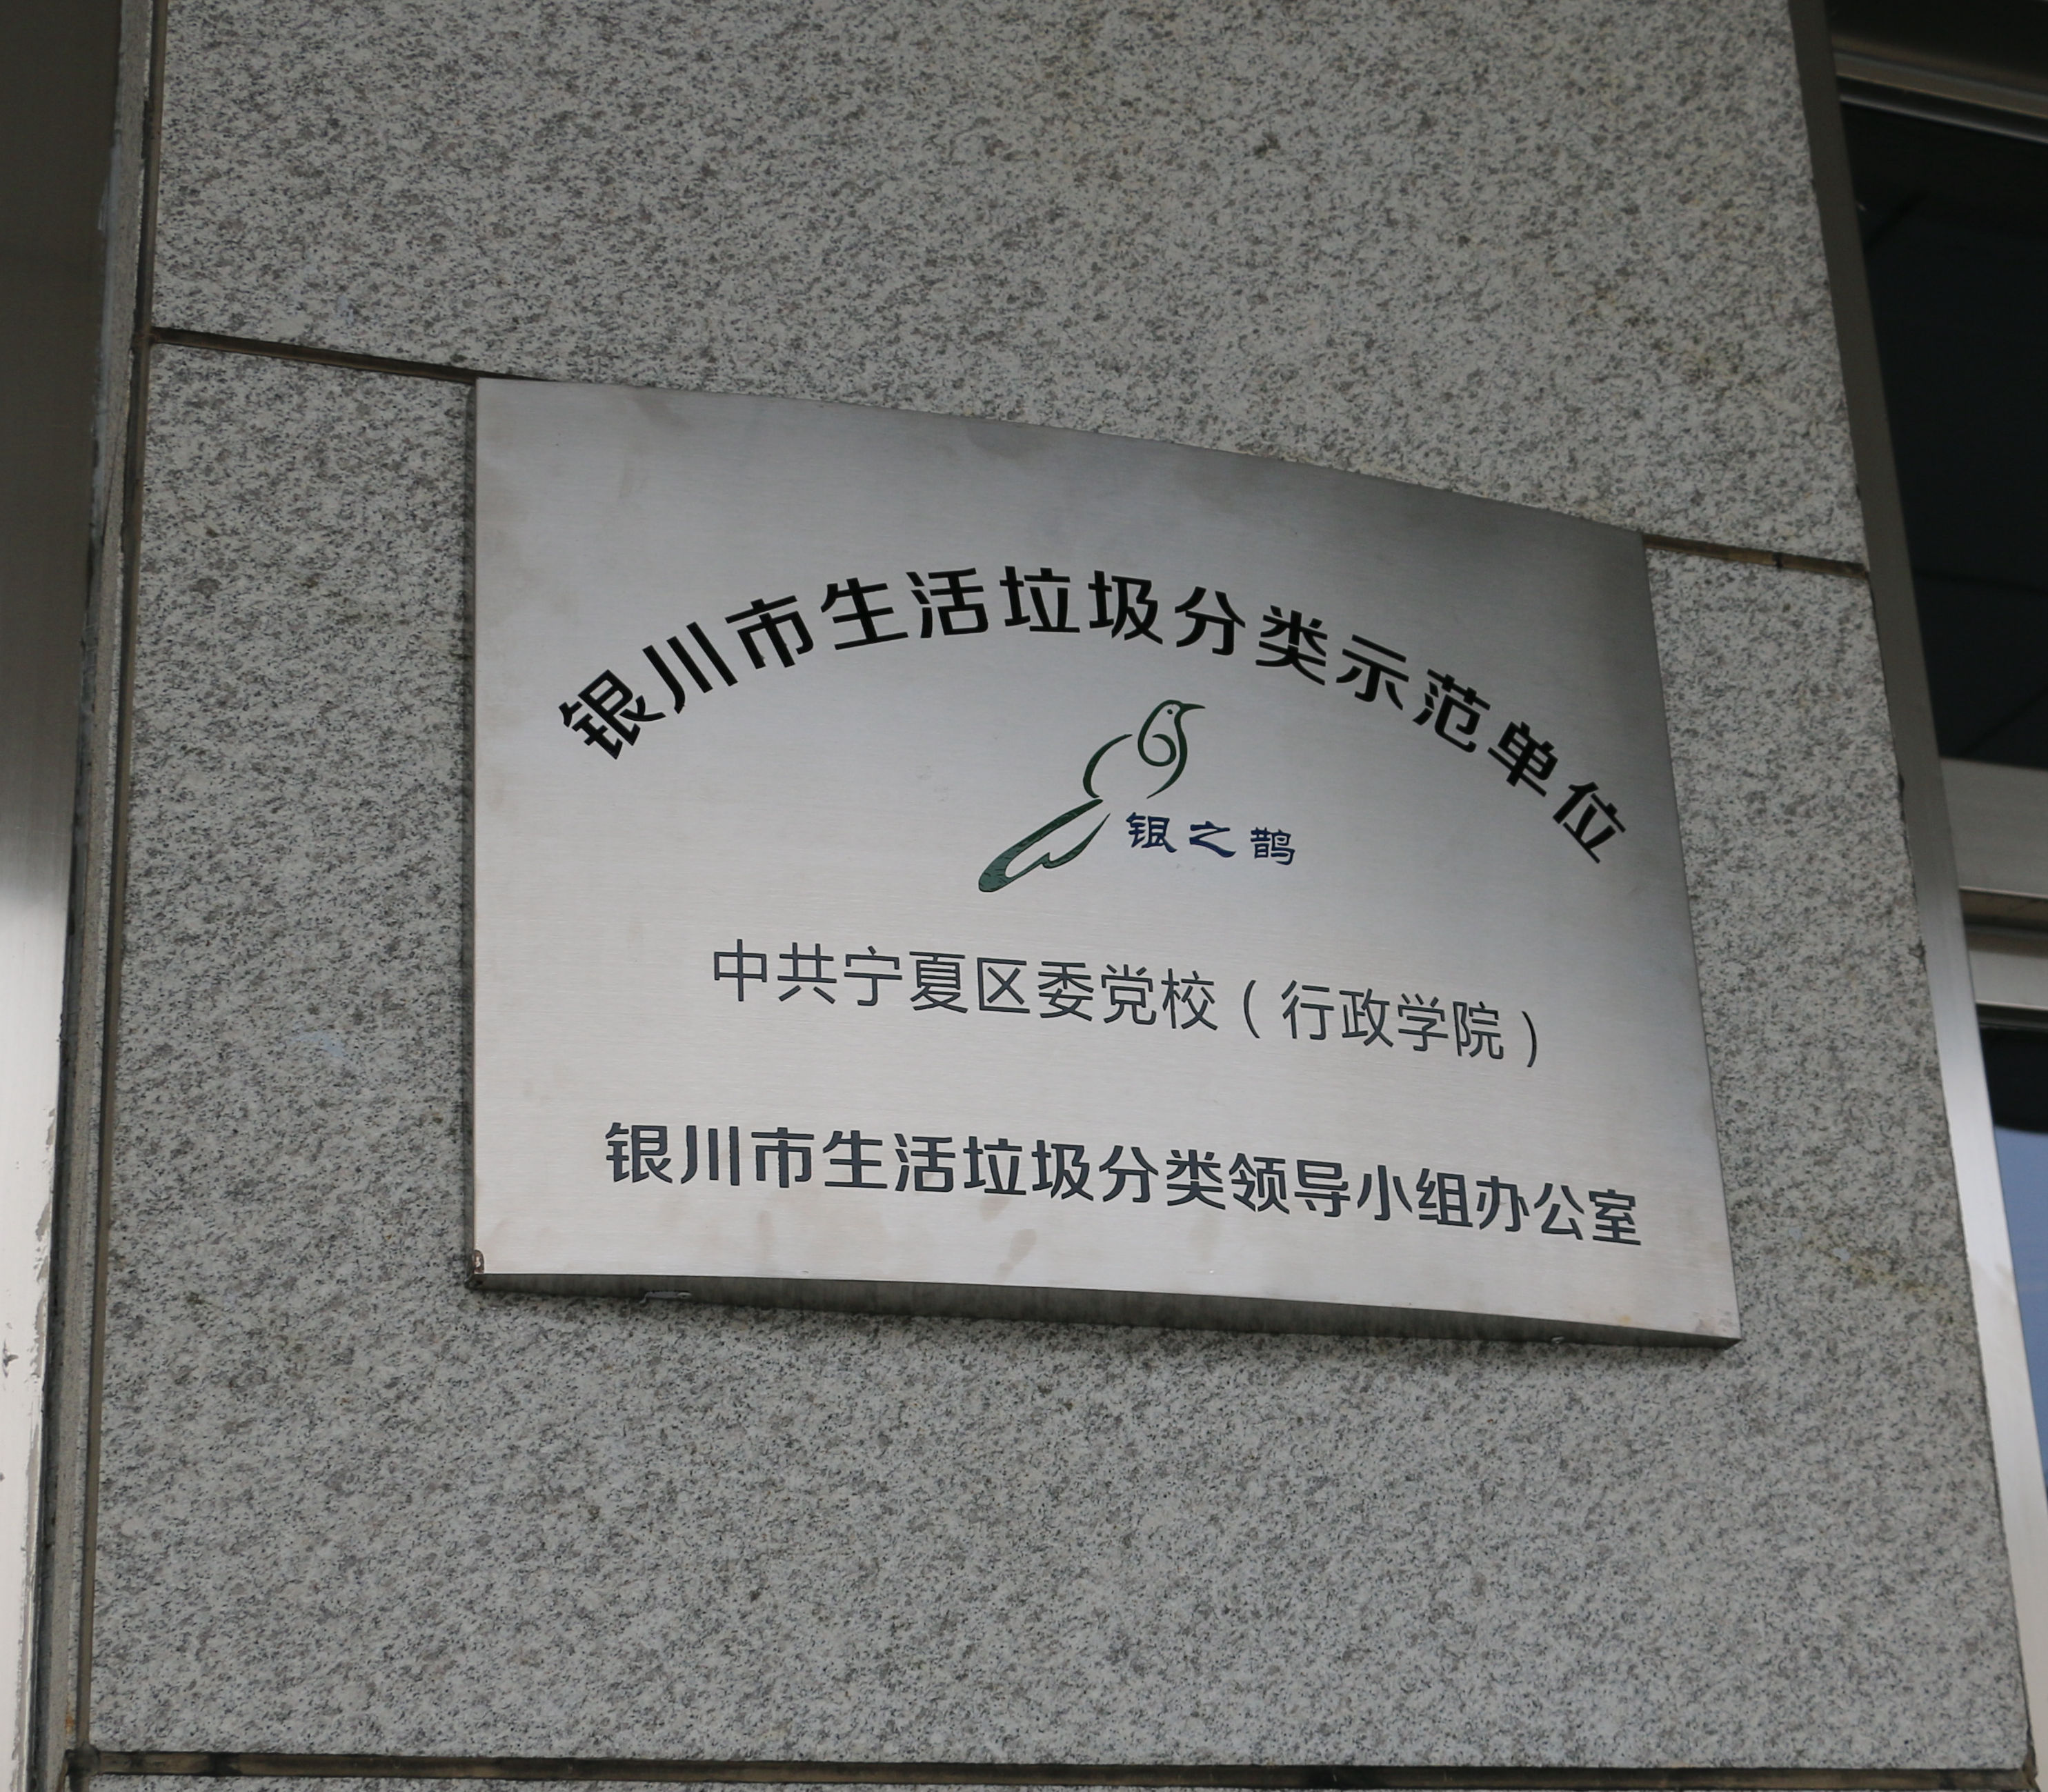 银川市生活垃圾分类示范单位
银之鹊
中共宁夏区委党校（行政学院）
银川市生活垃圾分类领导小组办公室